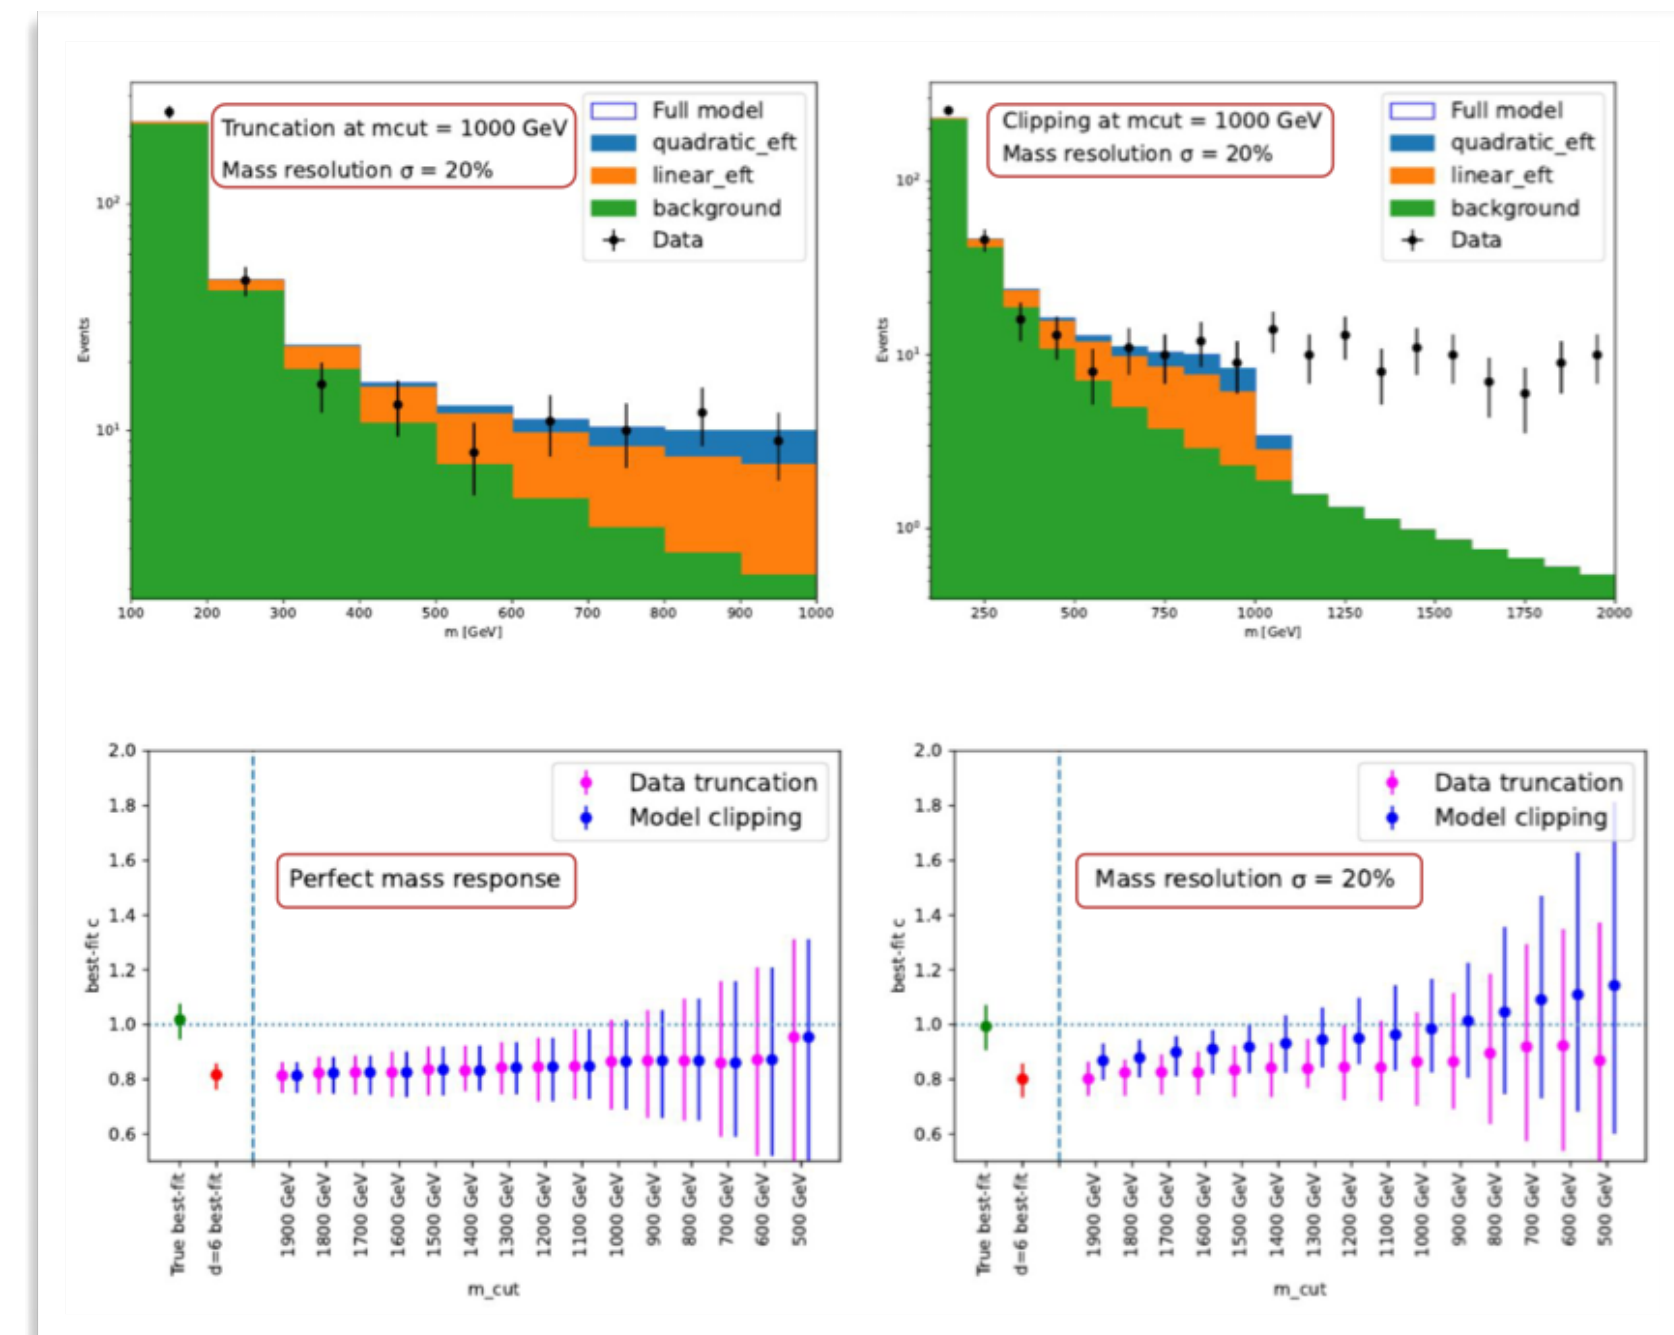 Truncation at mcut = 1000 GeV
Mass resolution σ = 20%
Full model
quadratic_eft
linear_eft
background
Data
10²
10¹
Events
100 200 300 400 500 600 700 800 900 1000
m [GeV]
Clipping at mcut = 1000 GeV
Mass resolution σ = 20%
Full model
quadratic_eft
linear_eft
background
Data
10²
10¹
10⁰
Events
250 500 750 1000 1250 1500 1750 2000
m [GeV]
Data truncation
Model clipping
Perfect mass response
2.0
1.8
1.6
1.4
1.2
1.0
0.8
0.6
best-fit c
True best-fit
d=6 best-fit
1900 GeV
1800 GeV
1700 GeV
1600 GeV
1500 GeV
1400 GeV
1300 GeV
1200 GeV
1100 GeV
1000 GeV
900 GeV
800 GeV
700 GeV
600 GeV
500 GeV
m_cut
Data truncation
Model clipping
Mass resolution σ = 20%
2.0
1.8
1.6
1.4
1.2
1.0
0.8
0.6
best-fit c
True best-fit
d=6 best-fit
1900 GeV
1800 GeV
1700 GeV
1600 GeV
1500 GeV
1400 GeV
1300 GeV
1200 GeV
1100 GeV
1000 GeV
900 GeV
800 GeV
700 GeV
600 GeV
500 GeV
m_cut